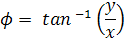 ϕ = tan⁻¹ (y/x)